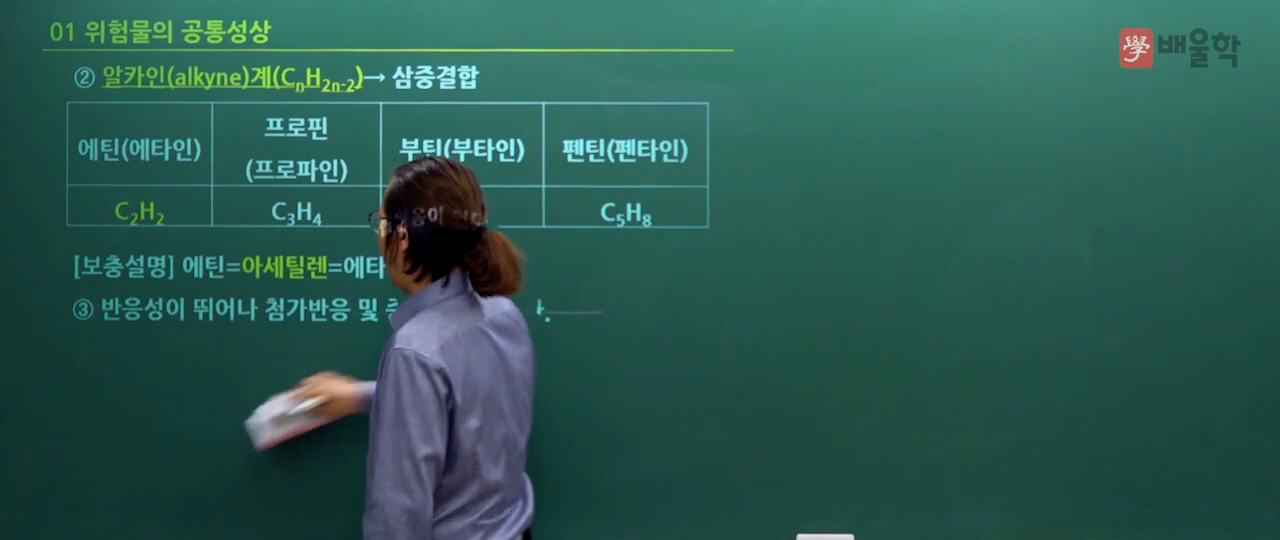 01 위험물의 공통성상
學 배울학
② 알카인(alkyne)계(CnH2n-2)→ 삼중결합
에틴(에타인) 프로핀 (프로파인) 부틴(부타인) 펜틴(펜타인)
C2H2 C3H4 C5H8
[보충설명] 에틴=아세틸렌=에타
③ 반응성이 뛰어나 첨가반응 및